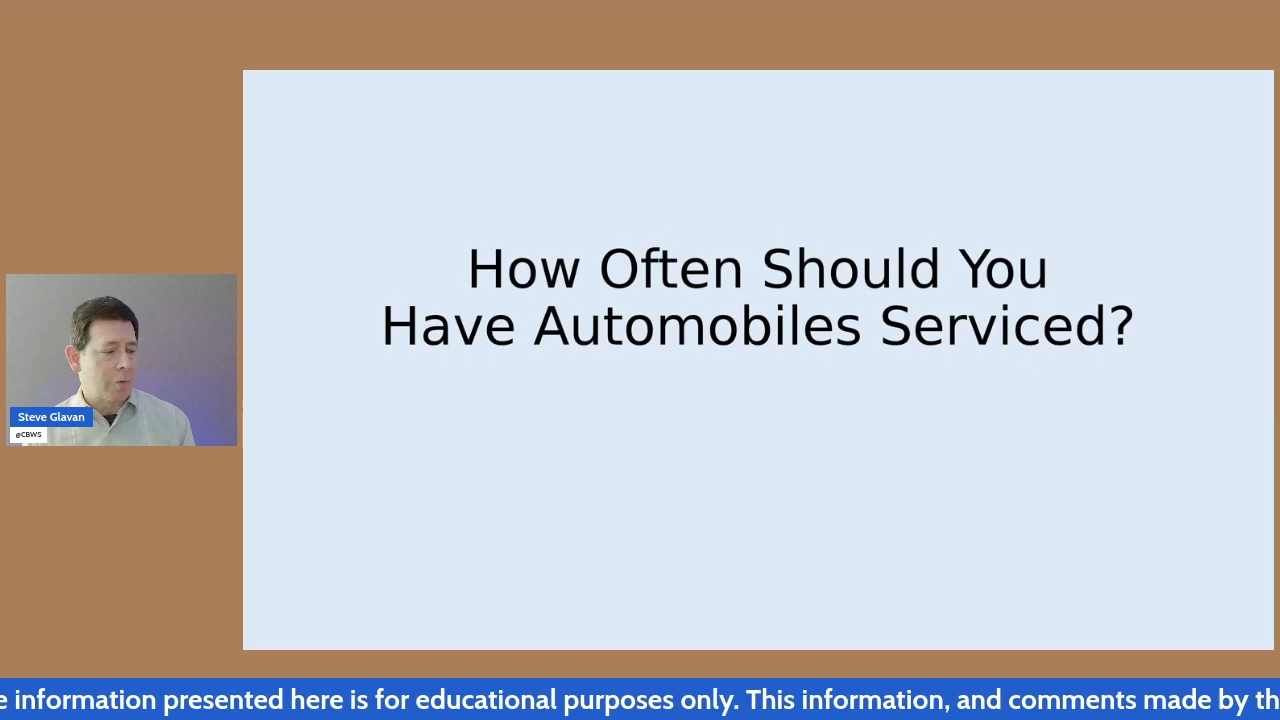 How Often Should You
Have Automobiles Serviced?
Steve Glavan
@CBWS
e information presented here is for educational purposes only. This information, and comments made by th